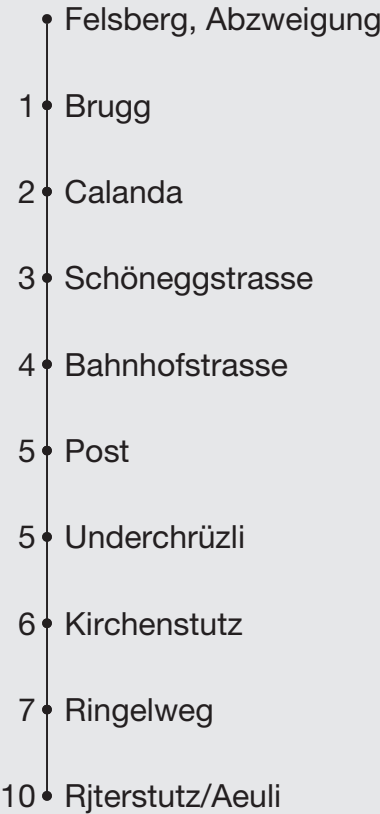 Felsberg, Abzweigung
1 Brugg
2 Calanda
3 Schöneggstrasse
4 Bahnhofstrasse
5 Post
5 Underchrüzli
6 Kirchenstutz
7 Ringelweg
10 Rjterstutz/Aeuli